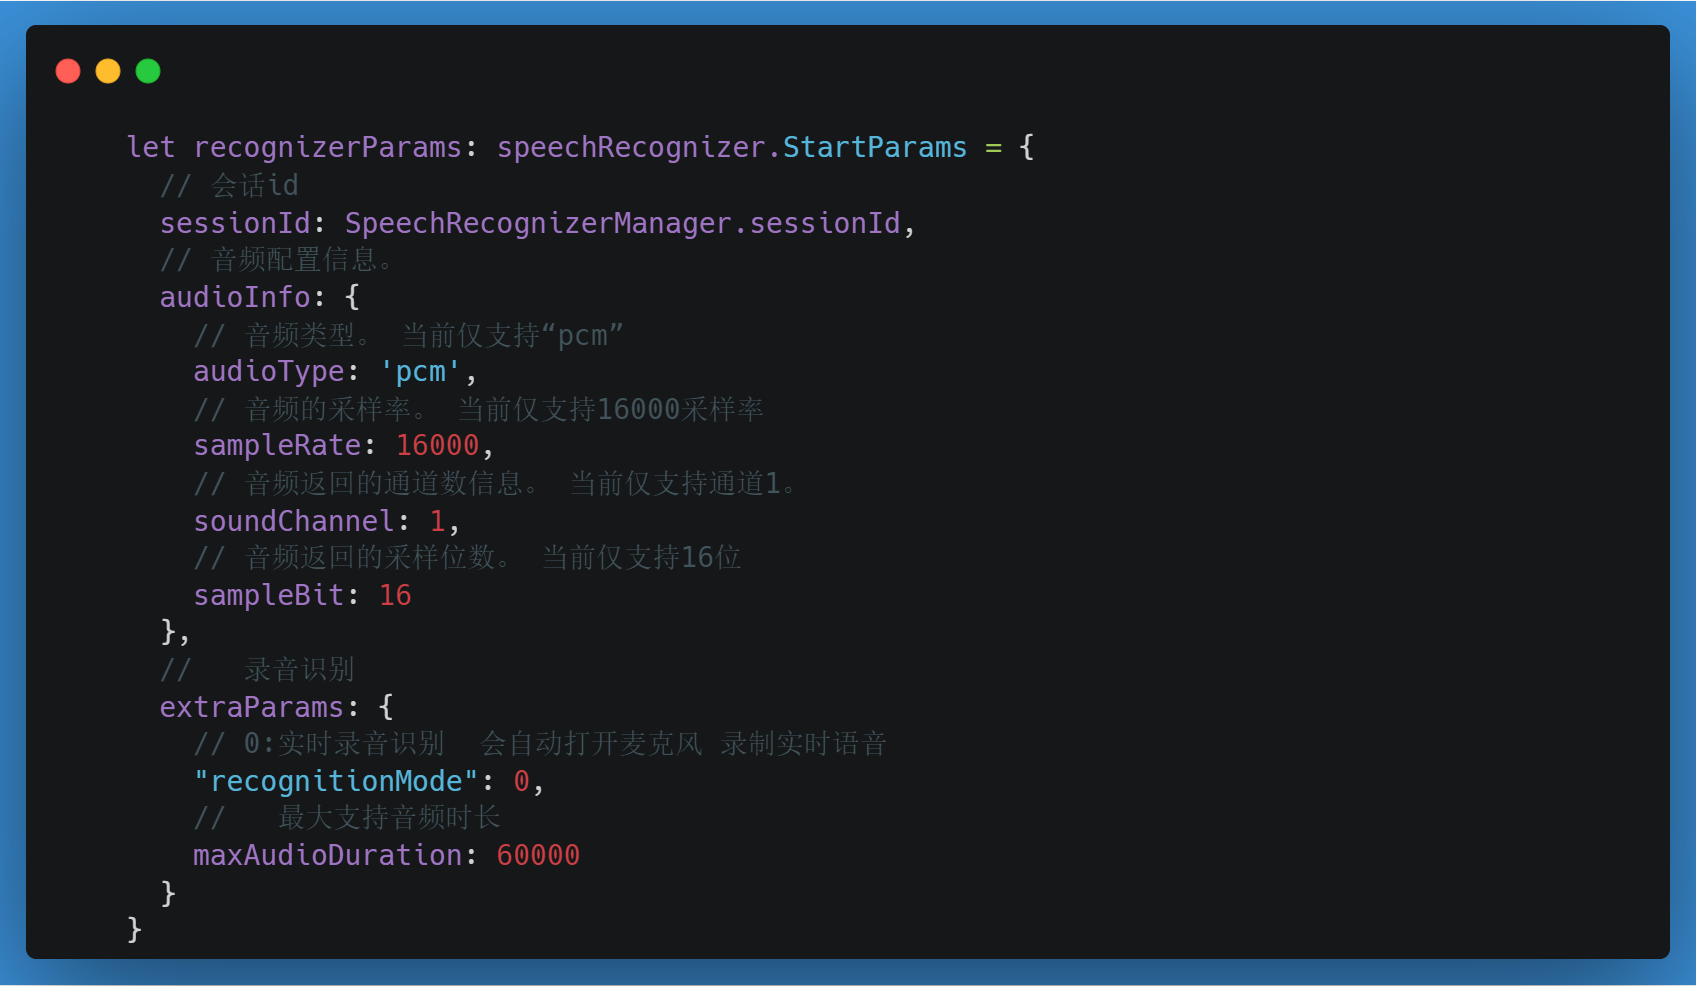 let recognizerParams: speechRecognizer.StartParams = {
  // 会话id
  sessionId: SpeechRecognizerManager.sessionId,
  // 音频配置信息。
  audioInfo: {
    // 音频类型。 当前仅支持“pcm”
    audioType: 'pcm',
    // 音频的采样率。 当前仅支持16000采样率
    sampleRate: 16000,
    // 音频返回的通道数信息。 当前仅支持通道1。
    soundChannel: 1,
    // 音频返回的采样位数。 当前仅支持16位
    sampleBit: 16
  },
  //   录音识别
  extraParams: {
    // 0:实时录音识别  会自动打开麦克风 录制实时语音
    "recognitionMode": 0,
    //   最大支持音频时长
    maxAudioDuration: 60000
  }
}